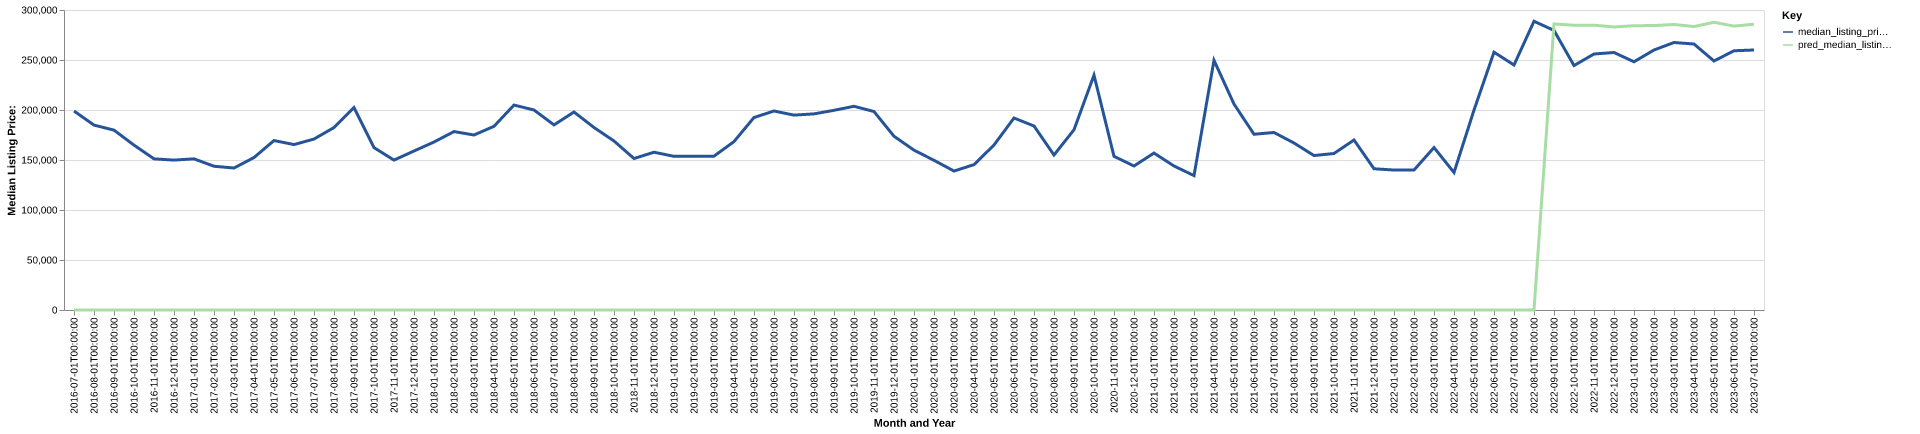 300,000
250,000
200,000
150,000
100,000
50,000
0
Median Listing Price:
2016-07-01T00:00:00
2016-08-01T00:00:00
2016-09-01T00:00:00
2016-10-01T00:00:00
2016-11-01T00:00:00
2016-12-01T00:00:00
2017-01-01T00:00:00
2017-02-01T00:00:00
2017-03-01T00:00:00
2017-04-01T00:00:00
2017-05-01T00:00:00
2017-06-01T00:00:00
2017-07-01T00:00:00
2017-08-01T00:00:00
2017-09-01T00:00:00
2017-10-01T00:00:00
2017-11-01T00:00:00
2017-12-01T00:00:00
2018-01-01T00:00:00
2018-02-01T00:00:00
2018-03-01T00:00:00
2018-04-01T00:00:00
2018-05-01T00:00:00
2018-06-01T00:00:00
2018-07-01T00:00:00
2018-08-01T00:00:00
2018-09-01T00:00:00
2018-10-01T00:00:00
2018-11-01T00:00:00
2018-12-01T00:00:00
2019-01-01T00:00:00
2019-02-01T00:00:00
2019-03-01T00:00:00
2019-04-01T00:00:00
2019-05-01T00:00:00
2019-06-01T00:00:00
2019-07-01T00:00:00
2019-08-01T00:00:00
2019-09-01T00:00:00
2019-10-01T00:00:00
2019-11-01T00:00:00
2019-12-01T00:00:00
2020-01-01T00:00:00
2020-02-01T00:00:00
2020-03-01T00:00:00
2020-04-01T00:00:00
2020-05-01T00:00:00
2020-06-01T00:00:00
2020-07-01T00:00:00
2020-08-01T00:00:00
2020-09-01T00:00:00
2020-10-01T00:00:00
2020-11-01T00:00:00
2020-12-01T00:00:00
2021-01-01T00:00:00
2021-02-01T00:00:00
2021-03-01T00:00:00
2021-04-01T00:00:00
2021-05-01T00:00:00
2021-06-01T00:00:00
2021-07-01T00:00:00
2021-08-01T00:00:00
2021-09-01T00:00:00
2021-10-01T00:00:00
2021-11-01T00:00:00
2021-12-01T00:00:00
2022-01-01T00:00:00
2022-02-01T00:00:00
2022-03-01T00:00:00
2022-04-01T00:00:00
2022-05-01T00:00:00
2022-06-01T00:00:00
2022-07-01T00:00:00
2022-08-01T00:00:00
2022-09-01T00:00:00
2022-10-01T00:00:00
2022-11-01T00:00:00
2022-12-01T00:00:00
2023-01-01T00:00:00
2023-02-01T00:00:00
2023-03-01T00:00:00
2023-04-01T00:00:00
2023-05-01T00:00:00
2023-06-01T00:00:00
2023-07-01T00:00:00
Month and Year
Key
median_listing_pri…
pred_median_listin…